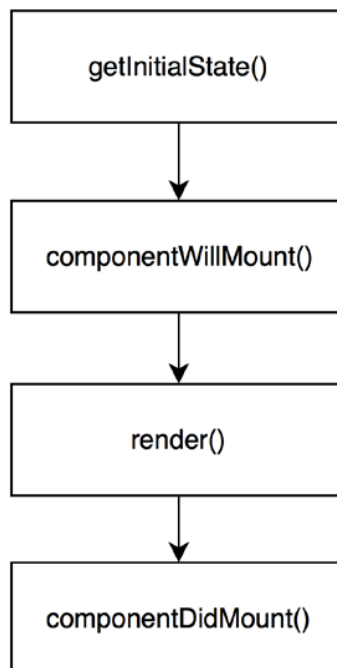 getInitialState()
componentWillMount()
render()
componentDidMount()